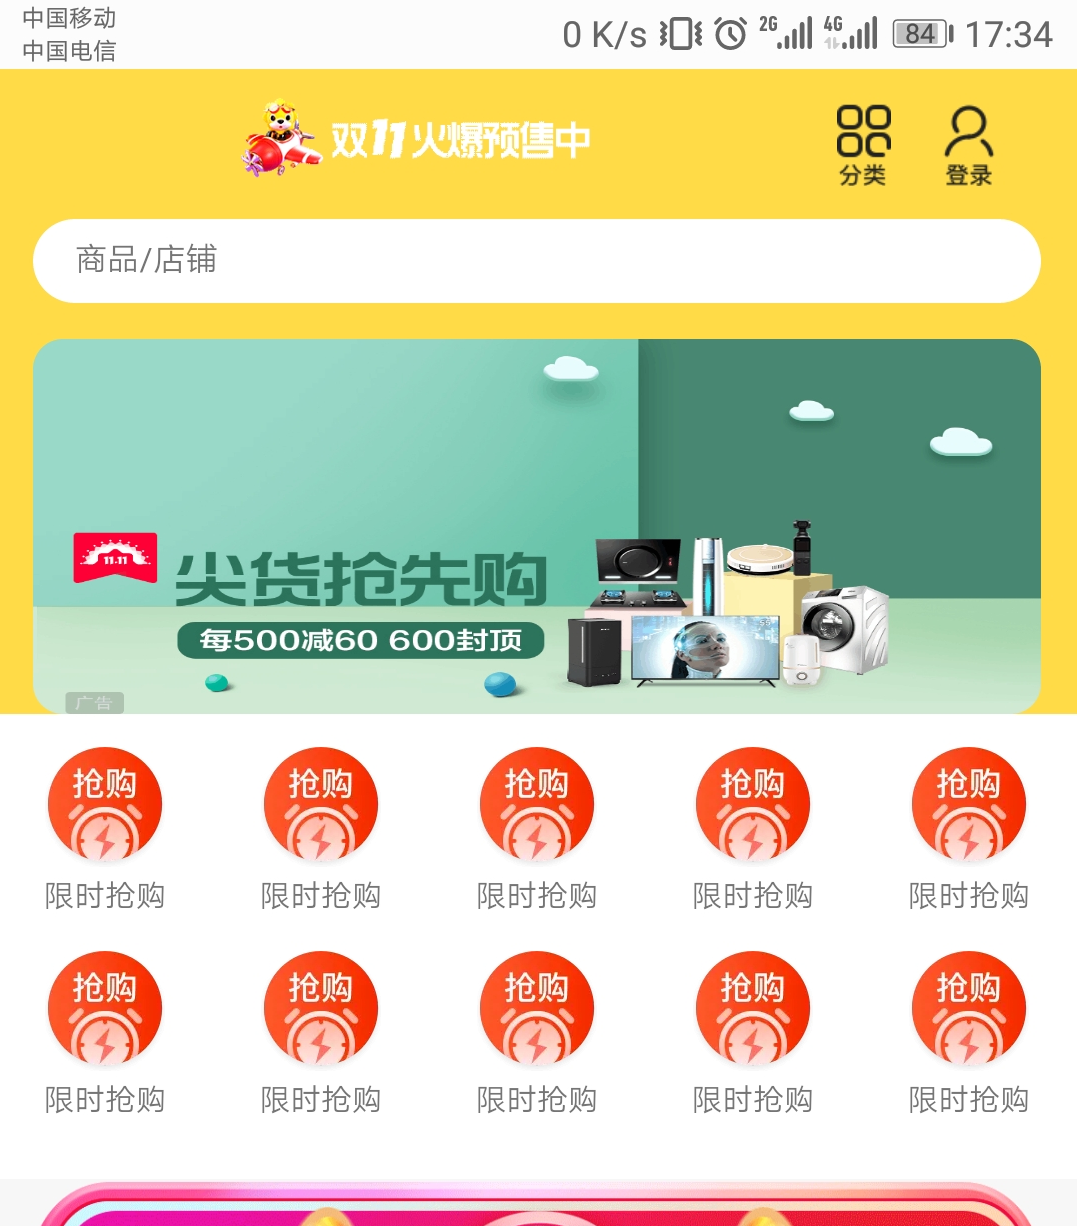 中国移动
中国电信
0 K/s 2G 4G 84 17:34
双11火爆预售中
分类
登录
商品/店铺
11.11
尖货抢先购
每500减60 600封顶
广告
抢购 抢购 抢购 抢购 抢购
限时抢购 限时抢购 限时抢购 限时抢购 限时抢购
抢购 抢购 抢购 抢购 抢购
限时抢购 限时抢购 限时抢购 限时抢购 限时抢购